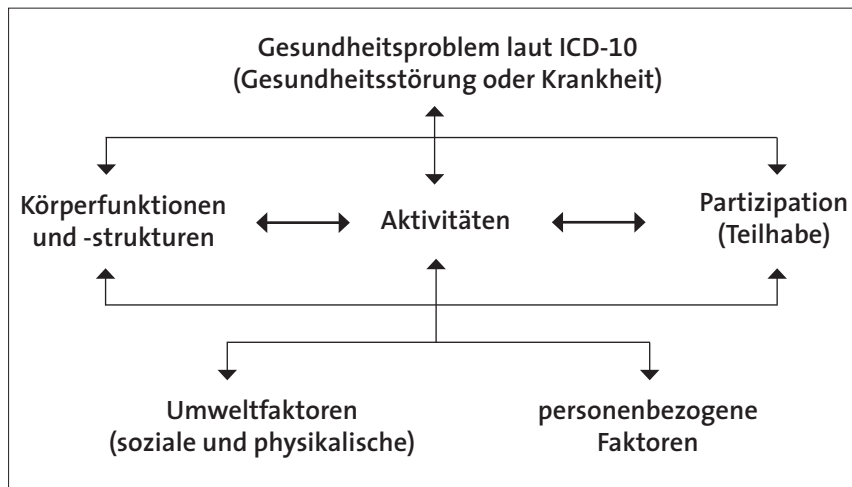 Gesundheitsproblem laut ICD-10
(Gesundheitsstörung oder Krankheit)
Körperfunktionen
und -strukturen
Aktivitäten
Partizipation
(Teilhabe)
Umweltfaktoren
(soziale und physikalische)
personenbezogene
Faktoren